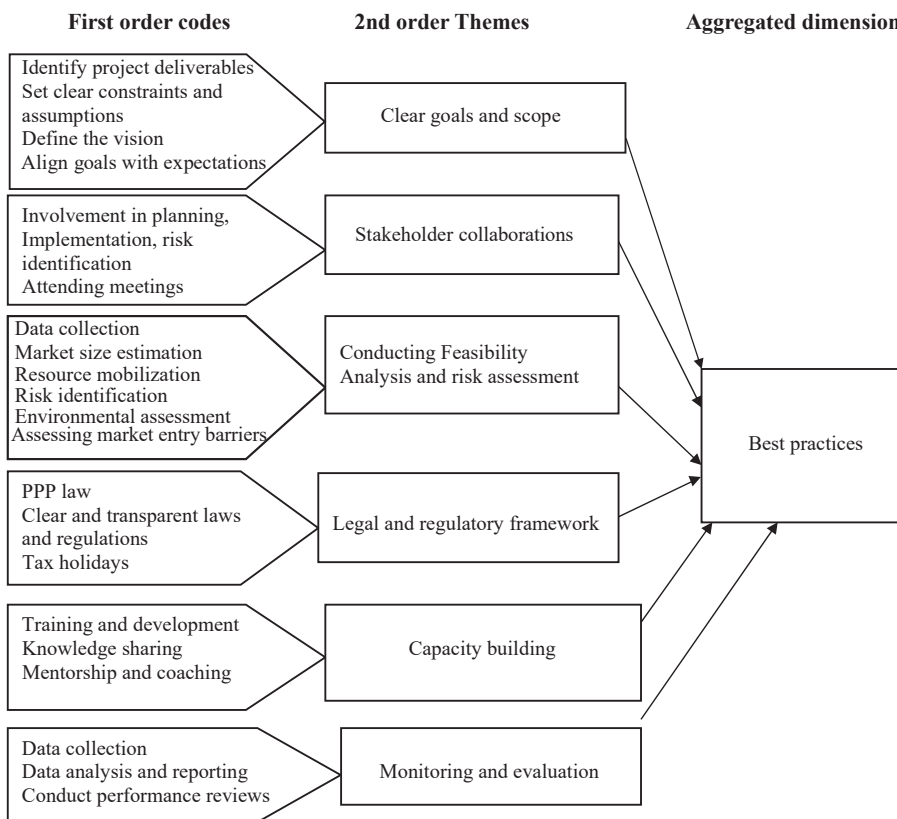 First order codes
2nd order Themes
Aggregated dimension
Identify project deliverables
Set clear constraints and
assumptions
Define the vision
Align goals with expectations
Clear goals and scope
Involvement in planning,
Implementation, risk
identification
Attending meetings
Stakeholder collaborations
Data collection
Market size estimation
Resource mobilization
Risk identification
Environmental assessment
Assessing market entry barriers
Conducting Feasibility
Analysis and risk assessment
Best practices
PPP law
Clear and transparent laws
and regulations
Tax holidays
Legal and regulatory framework
Training and development
Knowledge sharing
Mentorship and coaching
Capacity building
Data collection
Data analysis and reporting
Conduct performance reviews
Monitoring and evaluation